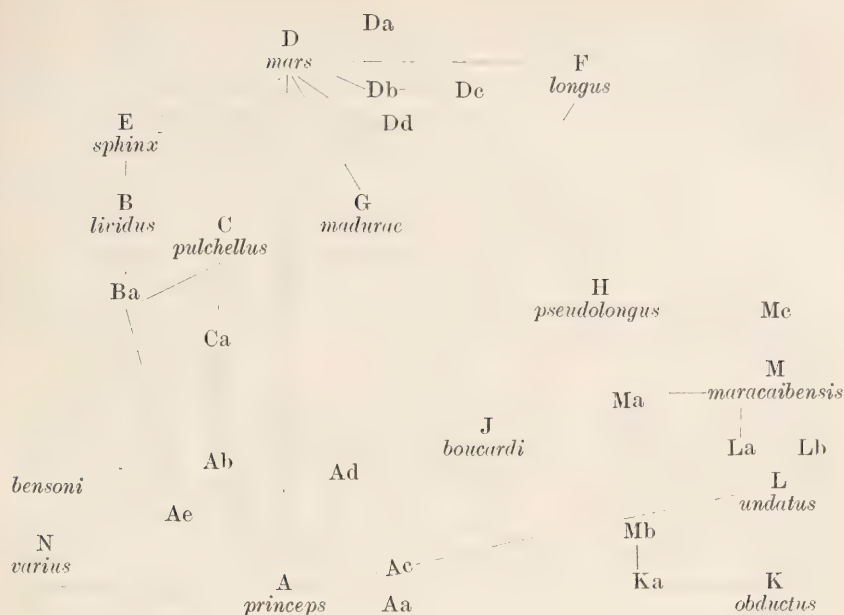 Da
D
mars
F
longus
Db
Dc
Dd
E
sphinx
B
lividus
C
pulchellus
G
madurae
Ba
H
pseudolongus
Mc
Ca
M
maracaibensis
Ma
J
boucardi
La
Lb
Ab
Ad
bensoni
L
undatus
Ae
Mb
N
varius
Ac
A
princeps
Aa
Ka
K
obductus